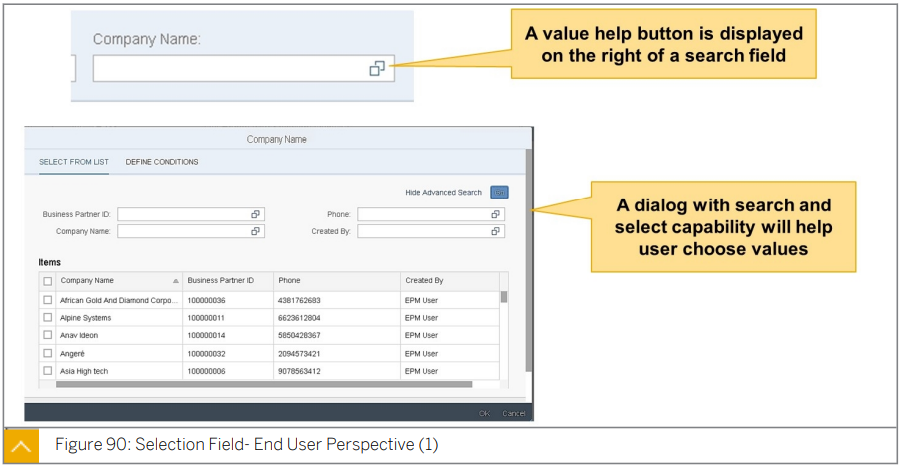 Company Name:
A value help button is displayed
on the right of a search field
Company Name
SELECT FROM LIST DEFINE CONDITIONS
Hide Advanced Search
Business Partner ID: Phone:
Company Name: Created By:
A dialog with search and
select capability will help
user choose values
Items
Company Name Business Partner ID Phone Created By
African Gold And Diamond Corpo... 100000036 4381762683 EPM User
Alpine Systems 100000011 6623612804 EPM User
Anav Ideon 100000014 5850428367 EPM User
Angeré 100000032 2094573421 EPM User
Asia High tech 100000006 9078563412 EPM User
OK Cancel
Figure 90: Selection Field- End User Perspective (1)